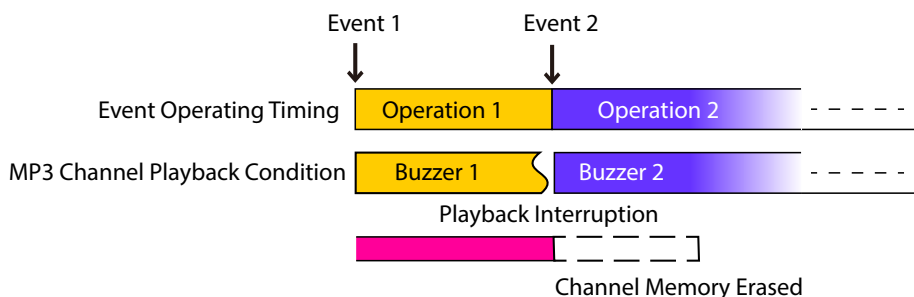 Event 1 Event 2
Event Operating Timing Operation 1 Operation 2
MP3 Channel Playback Condition Buzzer 1 Buzzer 2
Playback Interruption
Channel Memory Erased